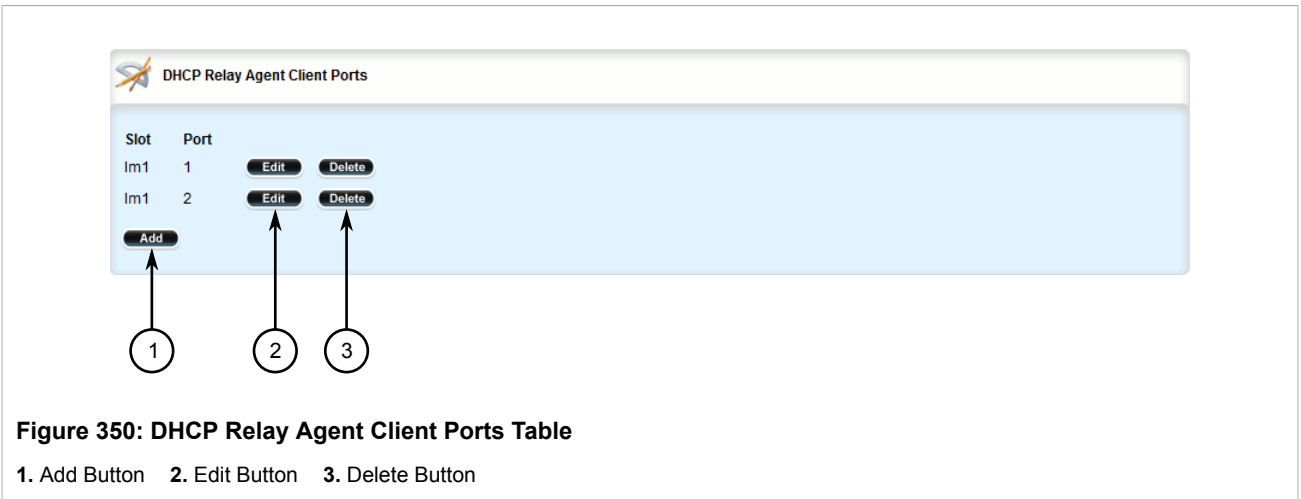 DHCP Relay Agent Client Ports
Slot Port
lm1 1 Edit Delete
lm1 2 Edit Delete
Add
1 2 3
Figure 350: DHCP Relay Agent Client Ports Table
1. Add Button 2. Edit Button 3. Delete Button